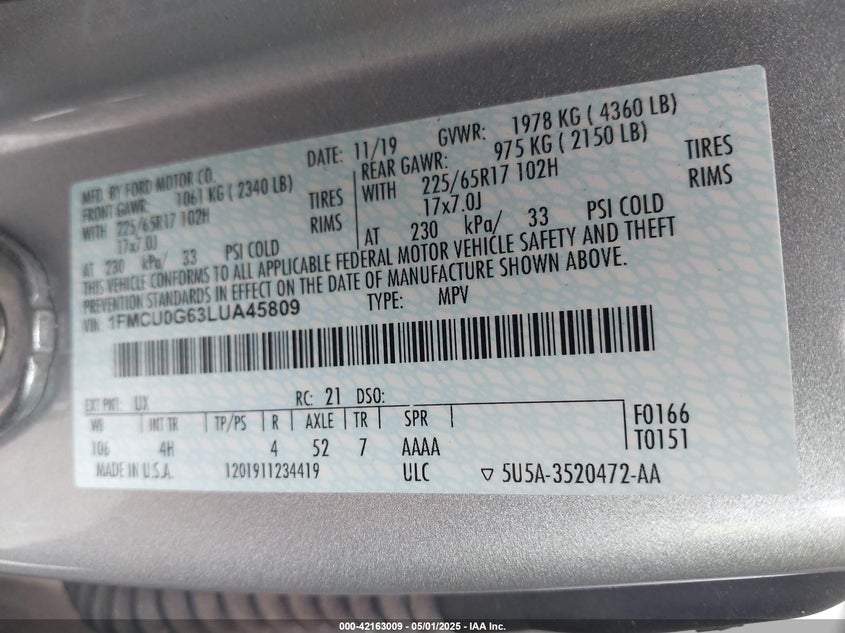 MFD. BY FORD MOTOR CO.
DATE: 11/19 GVWR: 1978 KG ( 4360 LB)
FRONT GAWR: 1061 KG ( 2340 LB)
REAR GAWR: 975 KG ( 2150 LB)
WITH 225/65R17 102H TIRES
WITH 225/65R17 102H TIRES
17x7.0J RIMS
17x7.0J RIMS
AT 230 kPa/ 33 PSI COLD
AT 230 kPa/ 33 PSI COLD
THIS VEHICLE CONFORMS TO ALL APPLICABLE FEDERAL MOTOR VEHICLE SAFETY AND THEFT
PREVENTION STANDARDS IN EFFECT ON THE DATE OF MANUFACTURE SHOWN ABOVE.
VIN: 1FMCU0G63LUA45809 TYPE: MPV
EXT PNT: UX RC: 21 DSO:
WB INT TR TP/PS R AXLE TR SPR F0166
106 4H 4 52 7 AAAA T0151
MADE IN U.S.A. 1201911234419 ULC ▽ 5U5A-3520472-AA
000-42163009 - 05/01/2025 - IAA Inc.